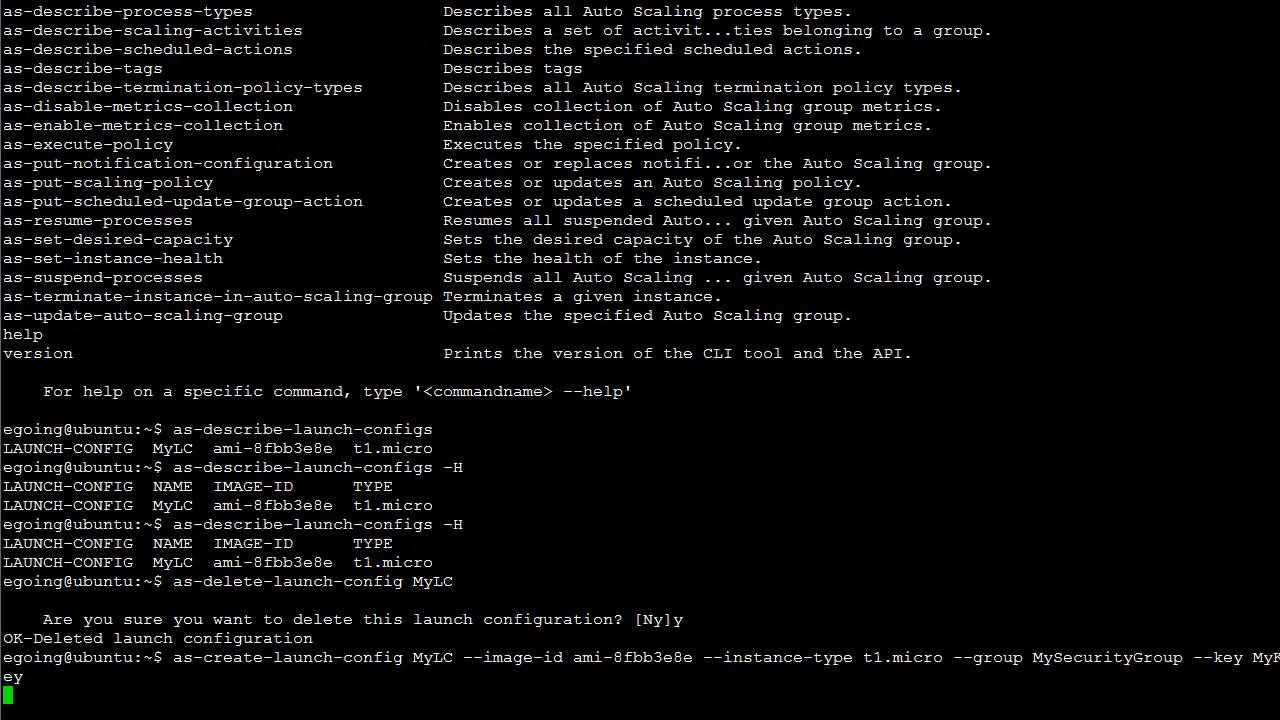 as-describe-process-types                   Describes all Auto Scaling process types.
as-describe-scaling-activities              Describes a set of activit...ties belonging to a group.
as-describe-scheduled-actions               Describes the specified scheduled actions.
as-describe-tags                            Describes tags
as-describe-termination-policy-types        Describes all Auto Scaling termination policy types.
as-disable-metrics-collection               Disables collection of Auto Scaling group metrics.
as-enable-metrics-collection                Enables collection of Auto Scaling group metrics.
as-execute-policy                           Executes the specified policy.
as-put-notification-configuration           Creates or replaces notifi...or the Auto Scaling group.
as-put-scaling-policy                       Creates or updates an Auto Scaling policy.
as-put-scheduled-update-group-action        Creates or updates a scheduled update group action.
as-resume-processes                         Resumes all suspended Auto... given Auto Scaling group.
as-set-desired-capacity                     Sets the desired capacity of the Auto Scaling group.
as-set-instance-health                      Sets the health of the instance.
as-suspend-processes                        Suspends all Auto Scaling ... given Auto Scaling group.
as-terminate-instance-in-auto-scaling-group Terminates a given instance.
as-update-auto-scaling-group                Updates the specified Auto Scaling group.
help
version                                     Prints the version of the CLI tool and the API.
    For help on a specific command, type '<commandname> --help'
egoing@ubuntu:~$ as-describe-launch-configs
LAUNCH-CONFIG  MyLC  ami-8fbb3e8e  t1.micro
egoing@ubuntu:~$ as-describe-launch-configs -H
LAUNCH-CONFIG  NAME  IMAGE-ID      TYPE
LAUNCH-CONFIG  MyLC  ami-8fbb3e8e  t1.micro
egoing@ubuntu:~$ as-describe-launch-configs -H
LAUNCH-CONFIG  NAME  IMAGE-ID      TYPE
LAUNCH-CONFIG  MyLC  ami-8fbb3e8e  t1.micro
egoing@ubuntu:~$ as-delete-launch-config MyLC
    Are you sure you want to delete this launch configuration? [Ny]y
OK-Deleted launch configuration
egoing@ubuntu:~$ as-create-launch-config MyLC --image-id ami-8fbb3e8e --instance-type t1.micro --group MySecurityGroup --key MyK
ey